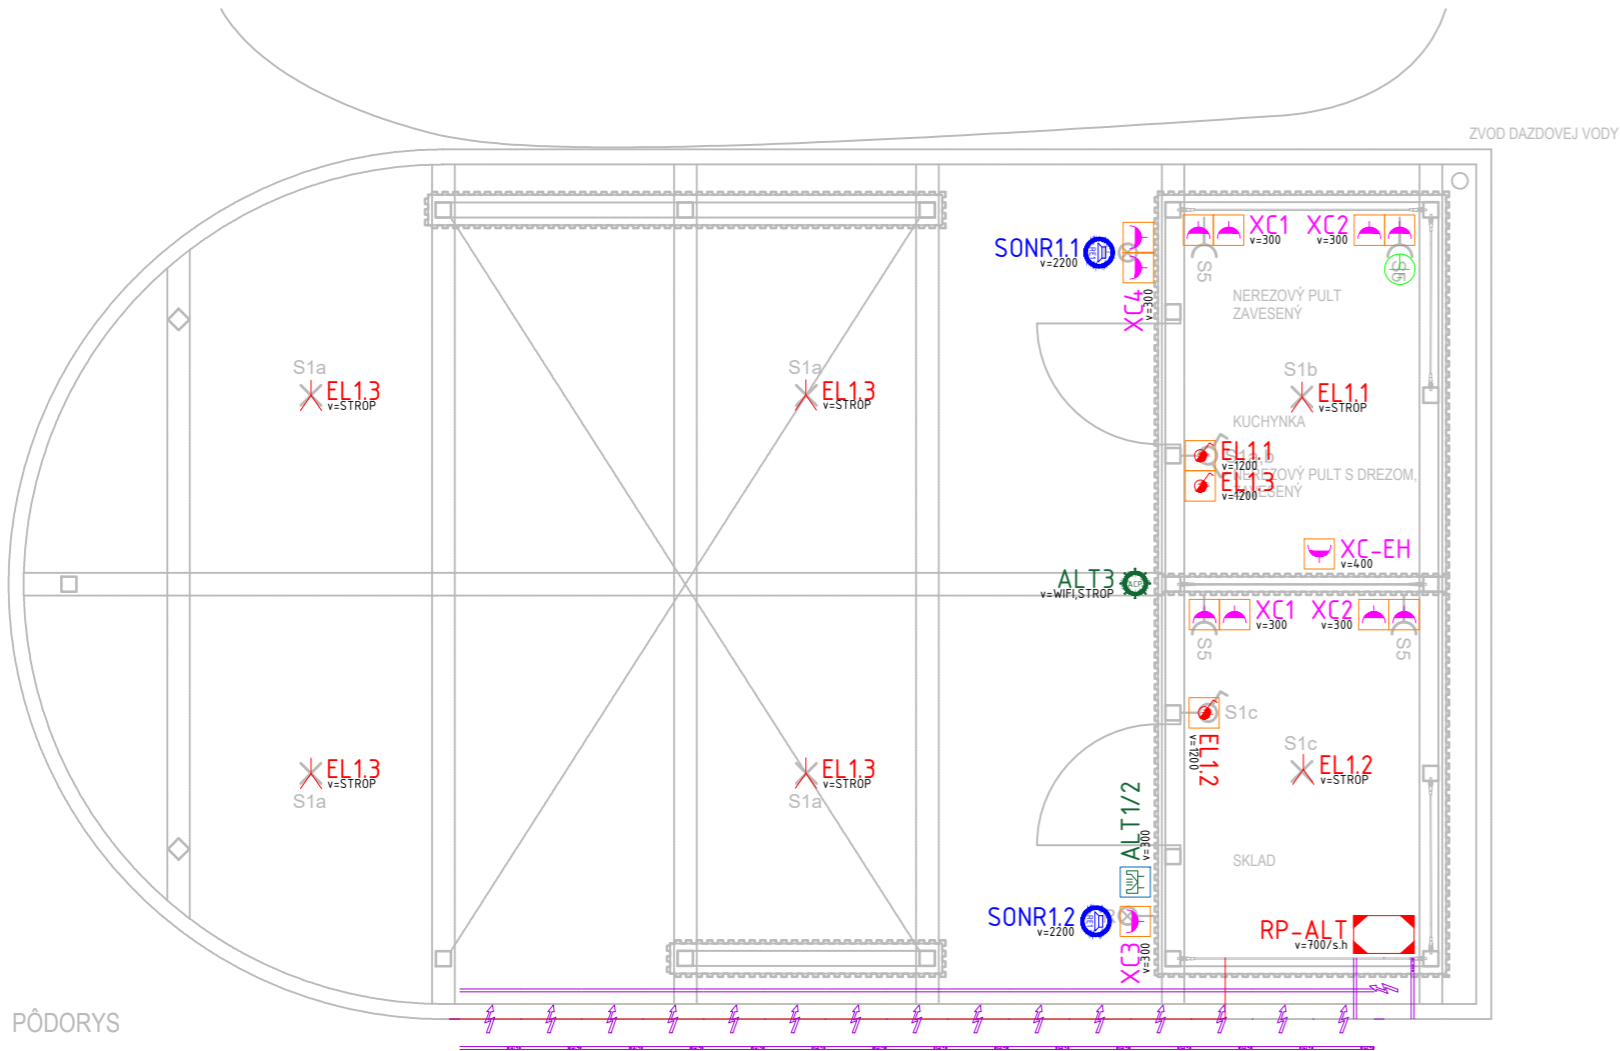 ZVOD DAZDOVEJ VODY
SONR1.1
v=2200
XC4
v=300
XC1
v=300
XC2
v=300
S5
S5
NEREZOVÝ PULT
ZAVESENÝ
S1a
EL1.3
v=STROP
S1a
EL1.3
v=STROP
S1b
EL1.1
v=STROP
KUCHYNKA
EL1.1
v=1200
S1a,b
NEREZOVÝ PULT S DREZOM,
ZAVESENÝ
EL1.3
v=1200
XC-EH
v=400
ALT3
v=WIFI,STROP
ACP
XC1
v=300
XC2
v=300
S5
S5
S1c
EL1.2
v=1200
S1c
EL1.2
v=STROP
EL1.3
v=STROP
S1a
EL1.3
v=STROP
S1a
ALT1/2
v=300
SKLAD
SONR1.2
v=2200
XC3
v=300
RP-ALT
v=700/s.h
PÔDORYS